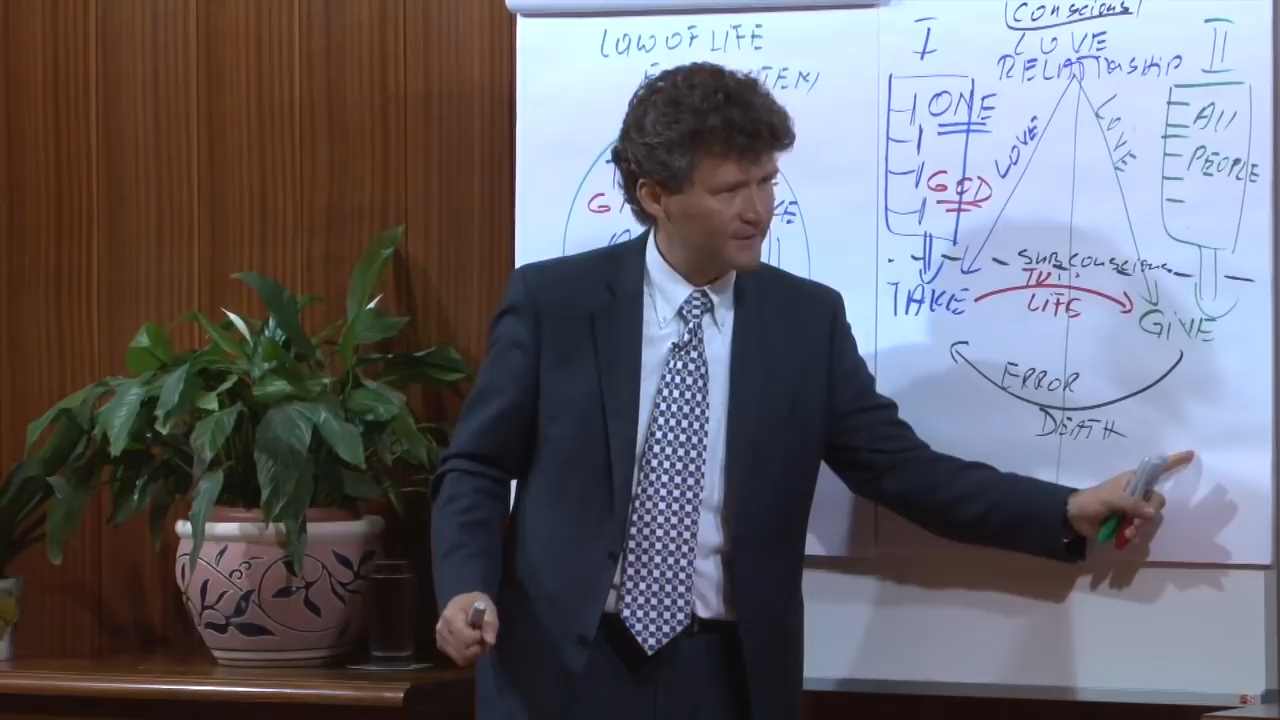 LAW OF LIFE
G
I
CONSCIOUS
LOVE
RELATIONSHIP
II
ONE
GOD
LOVE
LOVE
ALL
PEOPLE
SUBCONSCIOUS
TAKE
LIFE
GIVE
ERROR
DEATH